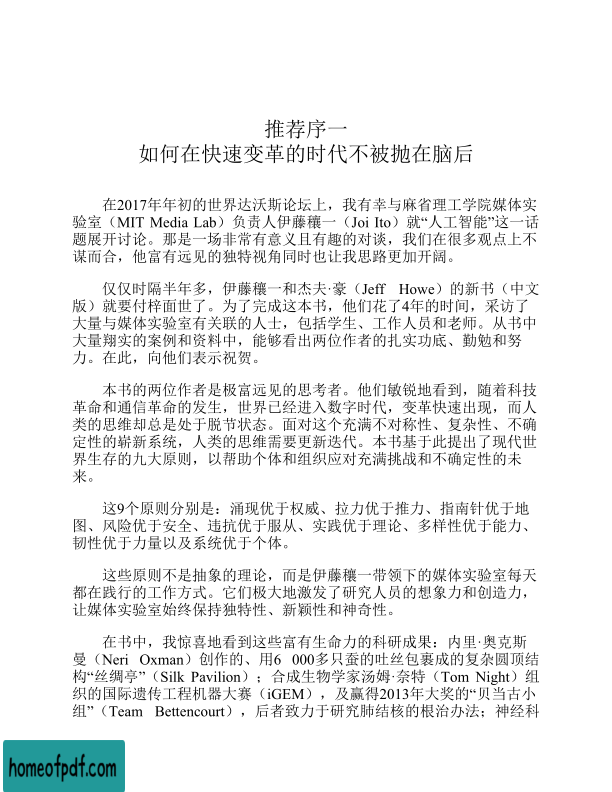 推荐序一
如何在快速变革的时代不被抛在脑后
在2017年年初的世界达沃斯论坛上，我有幸与麻省理工学院媒体实
验室（MIT Media Lab）负责人伊藤穰一（Joi Ito）就“人工智能”这一话
题展开讨论。那是一场非常有意义且有趣的对谈，我们在很多观点上不
谋而合，他富有远见的独特视角同时也让我思路更加开阔。
仅仅时隔半年多，伊藤穰一和杰夫·豪（Jeff Howe）的新书（中文
版）就要付梓面世了。为了完成这本书，他们花了4年的时间，采访了
大量与媒体实验室有关联的人士，包括学生、工作人员和老师。从书中
大量翔实的案例和资料中，能够看出两位作者的扎实功底、勤勉和努
力。在此，向他们表示祝贺。
本书的两位作者是极富远见的思考者。他们敏锐地看到，随着科技
革命和通信革命的发生，世界已经进入数字时代，变革快速出现，而人
类的思维却总是处于脱节状态。面对这个充满不对称性、复杂性、不确
定性的崭新系统，人类的思维需要更新迭代。本书基于此提出了现代世
界生存的九大原则，以帮助个体和组织应对充满挑战和不确定性的未
来。
这9个原则分别是：涌现优于权威、拉力优于推力、指南针优于地
图、风险优于安全、违抗优于服从、实践优于理论、多样性优于能力、
韧性优于力量以及系统优于个体。
这些原则不是抽象的理论，而是伊藤穰一带领下的媒体实验室每天
都在践行的工作方式。它们极大地激发了研究人员的想象力和创造力，
让媒体实验室始终保持独特性、新颖性和神奇性。
在书中，我惊喜地看到这些富有生命力的科研成果：内里·奥克斯
曼（Neri Oxman）创作的、用6 000多只蚕的吐丝包裹成的复杂圆顶结
构“丝绸亭”（Silk Pavilion）；合成生物学家汤姆·奈特（Tom Night）组
织的国际遗传工程机器大赛（iGEM），及赢得2013年大奖的“贝当古小
组”（Team Bettencourt），后者致力于研究肺结核的根治办法；神经科
homeofpdf.com